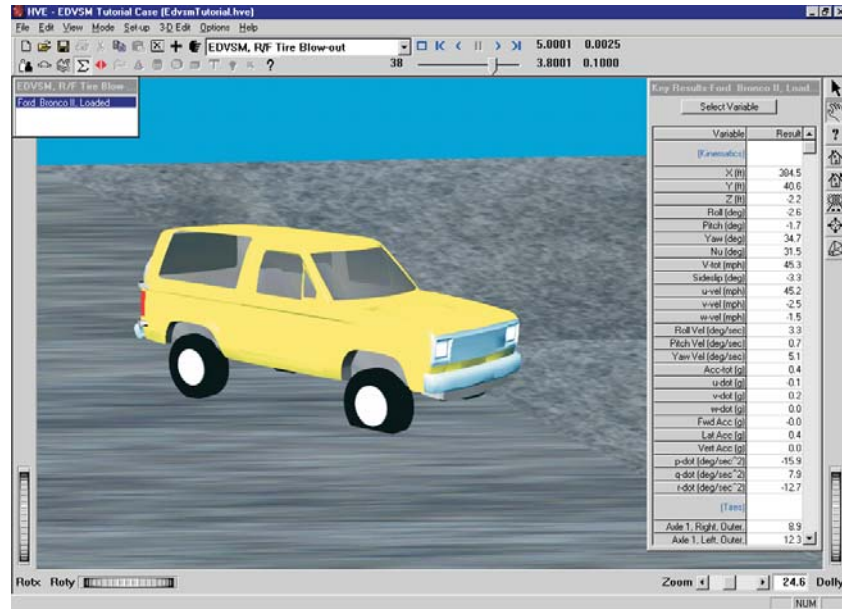 HVE - EDVSM Tutorial Case (EdvsmTutorial.hve)
File Edit View Mode Set-up 3-D Edit Options Help
EDVSM, R/F Tire Blow-out 5.0001 0.0025
38 3.8001 0.1000
EDVSM, R/F Tire Blow...
Ford Bronco II, Loaded
Key Results-Ford Bronco II, Load...
Select Variable
Variable Result
(Kinematics)
X (ft) 304.5
Y (ft) 40.6
Z (ft) -2.2
Roll (deg) -2.6
Pitch (deg) -1.7
Yaw (deg) 34.7
Nu (deg) 31.5
V-tot (mph) 45.3
Sideslip (deg) -3.3
u-vel (mph) 45.2
v-vel (mph) -2.5
w-vel (mph) -1.5
Roll Vel (deg/sec) 3.3
Pitch Vel (deg/sec) 0.7
Yaw Vel (deg/sec) 5.1
Acc-tot (g) 0.4
u-dot (g) -0.1
v-dot (g) 0.2
w-dot (g) 0.0
Fwd Acc (g) -0.0
Lat Acc (g) 0.4
Vert Acc (g) 0.0
p-dot (deg/sec^2) -15.9
q-dot (deg/sec^2) 7.9
r-dot (deg/sec^2) -12.7
(Tires)
Axle 1, Right, Outer, 8.9
Axle 1, Left, Outer, 12.3
Rotx Roty Zoom 24.6 Dolly
NUM